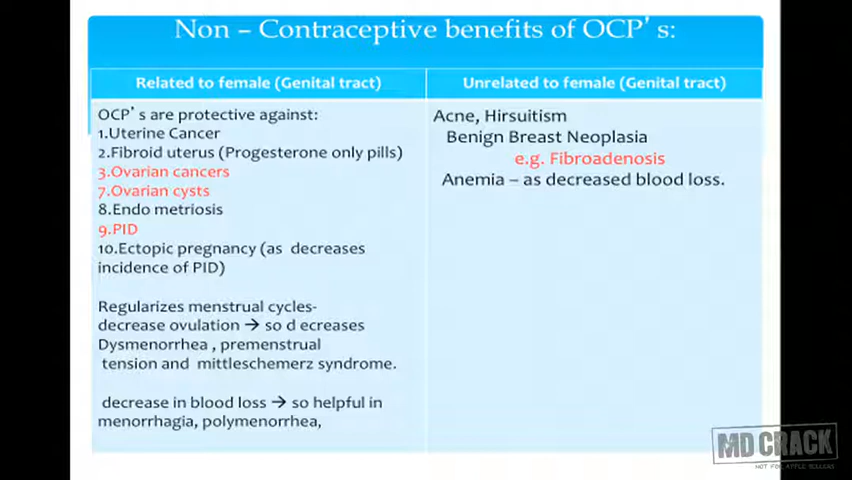 Non – Contraceptive benefits of OCP's:
Related to female (Genital tract)
OCP's are protective against:
1.Uterine Cancer
2.Fibroid uterus (Progesterone only pills)
3.Ovarian cancers
7.Ovarian cysts
8.Endo metriosis
9.PID
10.Ectopic pregnancy (as decreases
incidence of PID)
Regularizes menstrual cycles-
decrease ovulation → so d ecreases
Dysmenorrhea , premenstrual
tension and mittleschemerz syndrome.
decrease in blood loss → so helpful in
menorrhagia, polymenorrhea,
Unrelated to female (Genital tract)
Acne, Hirsuitism
Benign Breast Neoplasia
e.g. Fibroadenosis
Anemia – as decreased blood loss.
MD CRACK
NOT FOR APPLE BULLERS